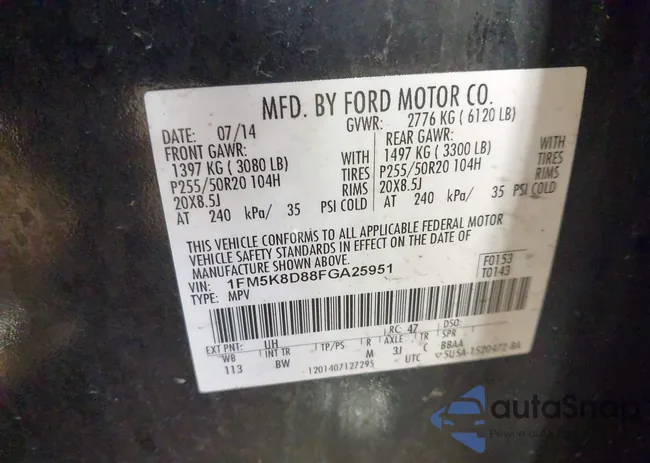 MFD. BY FORD MOTOR CO.
DATE: 07/14 GVWR: 2776 KG ( 6120 LB)
FRONT GAWR: REAR GAWR:
1397 KG ( 3080 LB) WITH 1497 KG ( 3300 LB) WITH
P255/50R20 104H TIRES P255/50R20 104H TIRES
20X8.5J RIMS 20X8.5J RIMS
AT 240 kPa/ 35 PSI COLD AT 240 kPa/ 35 PSI COLD
THIS VEHICLE CONFORMS TO ALL APPLICABLE FEDERAL MOTOR
VEHICLE SAFETY STANDARDS IN EFFECT ON THE DATE OF
MANUFACTURE SHOWN ABOVE.
VIN: 1FM5K8D88FGA25951 F0153
TYPE: MPV T0143
EXT PNT: UH RC: 47 DSO:
WB INT TR TP/PS R AXLE TR SPR
113 BW M 3J C BBAA
1201407127295 UTC
autaSnap